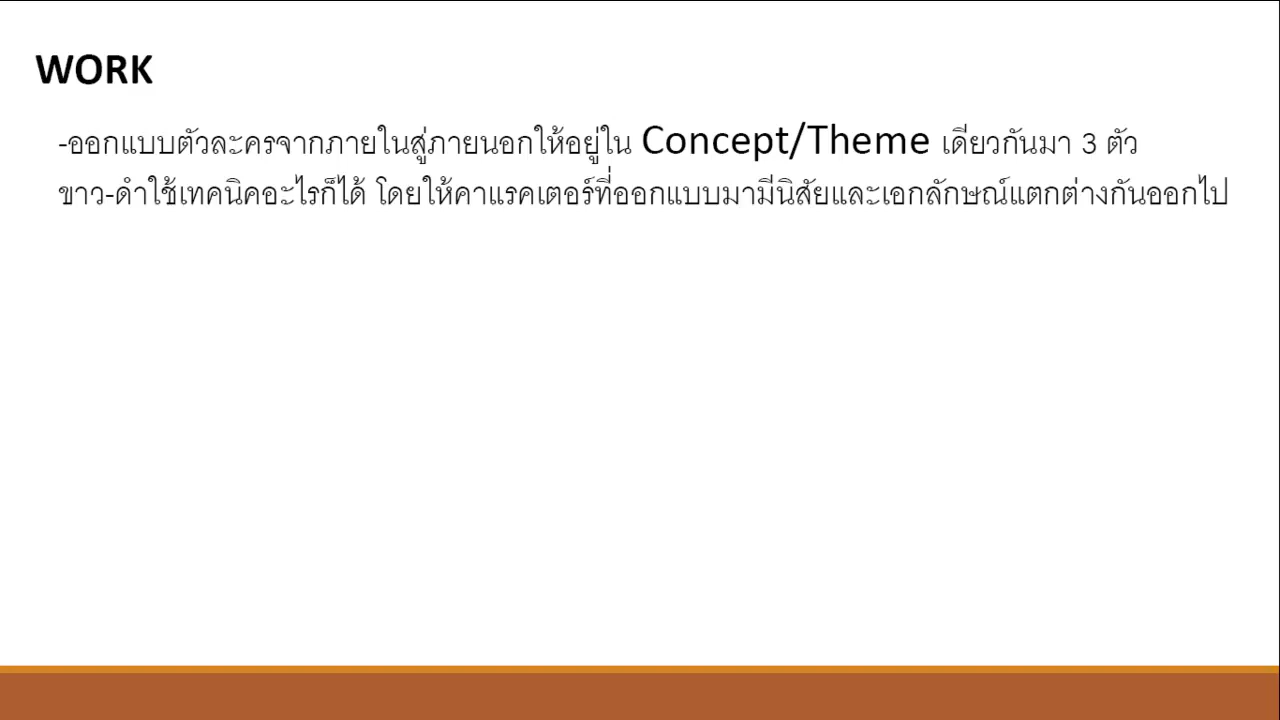 WORK
-ออกแบบตัวละครจากภายในสู่ภายนอกให้อยู่ใน Concept/Theme เดียวกันมา 3 ตัว
ขาว-ดำใช้เทคนิคอะไรก็ได้ โดยให้คาแรคเตอร์ที่ออกแบบมามีนิสัยและเอกลักษณ์แตกต่างกันออกไป